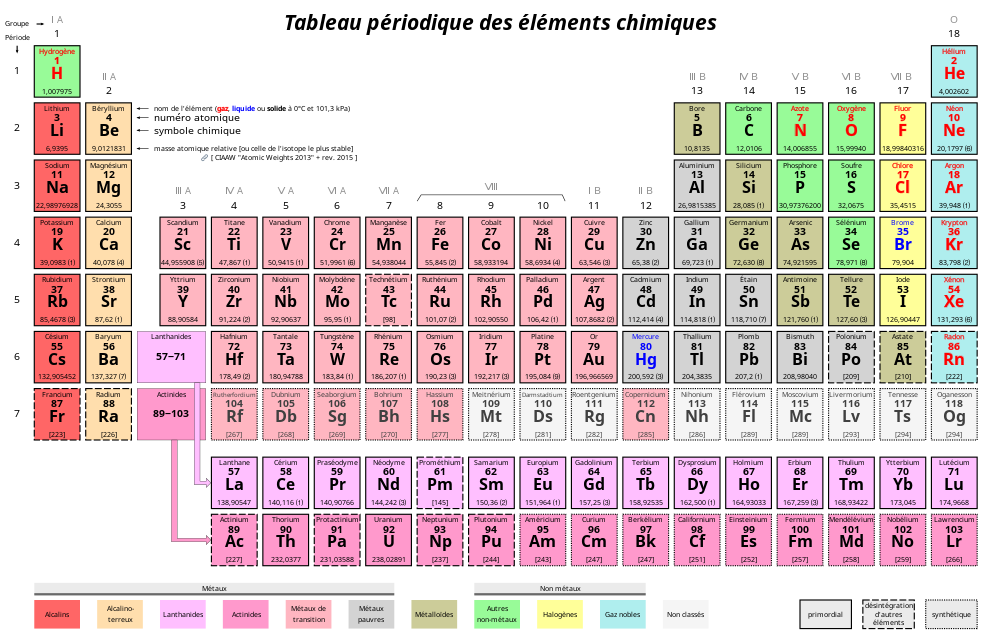 Tableau périodique des éléments chimiques
Groupe → I A O
1 18
Période
↓
Hydrogène Hélium
1 1 2
H II A III B IV B V B VI B VII B He
1,007975 2 13 14 15 16 17 4,002602
Lithium Béryllium ← nom de l'élément (gaz, liquide ou solide à 0°C et 101,3 kPa) Bore Carbone Azote Oxygène Fluor Néon
2 3 4 ← numéro atomique 5 6 7 8 9 10
Li Be ← symbole chimique B C N O F Ne
6,9395 9,0121831 ← masse atomique relative [ou celle de l'isotope le plus stable] 10,8135 12,0106 14,006855 15,99940 18,99840316 20,1797 (6)
[ CIAAW "Atomic Weights 2013" + rev. 2015 ]
Sodium Magnésium Aluminium Silicium Phosphore Soufre Chlore Argon
3 11 12 13 14 15 16 17 18
Na Mg Al Si P S Cl Ar
III A IV A V A VI A VII A VIII I B II B
22,98976928 24,3055 3 4 5 6 7 8 9 10 11 12 26,9815385 28,085 (1) 30,97376200 32,0675 35,4515 39,948 (1)
Potassium Calcium Scandium Titane Vanadium Chrome Manganèse Fer Cobalt Nickel Cuivre Zinc Gallium Germanium Arsenic Sélénium Brome Krypton
4 19 20 21 22 23 24 25 26 27 28 29 30 31 32 33 34 35 36
K Ca Sc Ti V Cr Mn Fe Co Ni Cu Zn Ga Ge As Se Br Kr
39,0983 (1) 40,078 (4) 44,955908 (5) 47,867 (1) 50,9415 (1) 51,9961 (6) 54,938044 55,845 (2) 58,933194 58,6934 (4) 63,546 (3) 65,38 (2) 69,723 (1) 72,630 (8) 74,921595 78,971 (8) 79,904 83,798 (2)
Rubidium Strontium Yttrium Zirconium Niobium Molybdène Technétium Ruthénium Rhodium Palladium Argent Cadmium Indium Étain Antimoine Tellure Iode Xénon
5 37 38 39 40 41 42 43 44 45 46 47 48 49 50 51 52 53 54
Rb Sr Y Zr Nb Mo Tc Ru Rh Pd Ag Cd In Sn Sb Te I Xe
85,4678 (3) 87,62 (1) 88,90584 91,224 (2) 92,90637 95,95 (1) [98] 101,07 (2) 102,90550 106,42 (1) 107,8682 (2) 112,414 (4) 114,818 (1) 118,710 (7) 121,760 (1) 127,60 (3) 126,90447 131,293 (6)
Césium Baryum Lanthanides Hafnium Tantale Tungstène Rhénium Osmium Iridium Platine Or Mercure Thallium Plomb Bismuth Polonium Astate Radon
6 55 56 57–71 72 73 74 75 76 77 78 79 80 81 82 83 84 85 86
Cs Ba Hf Ta W Re Os Ir Pt Au Hg Tl Pb Bi Po At Rn
132,905452 137,327 (7) 178,49 (2) 180,94788 183,84 (1) 186,207 (1) 190,23 (3) 192,217 (3) 195,084 (9) 196,966569 200,592 (3) 204,3835 207,2 (1) 208,98040 [209] [210] [222]
Francium Radium Actinides Rutherfordium Dubnium Seaborgium Bohrium Hassium Meitnérium Darmstadtium Roentgenium Copernicium Nihonium Flérovium Moscovium Livermorium Tennesse Oganesson
7 87 88 89–103 104 105 106 107 108 109 110 111 112 113 114 115 116 117 118
Fr Ra Rf Db Sg Bh Hs Mt Ds Rg Cn Nh Fl Mc Lv Ts Og
[223] [226] [267] [268] [269] [270] [277] [278] [281] [282] [285] [286] [289] [289] [293] [294] [294]
Lanthane Cérium Praséodyme Néodyme Prométhium Samarium Europium Gadolinium Terbium Dysprosium Holmium Erbium Thulium Ytterbium Lutécium
57 58 59 60 61 62 63 64 65 66 67 68 69 70 71
La Ce Pr Nd Pm Sm Eu Gd Tb Dy Ho Er Tm Yb Lu
138,90547 140,116 (1) 140,90766 144,242 (3) [145] 150,36 (2) 151,964 (1) 157,25 (3) 158,92535 162,500 (1) 164,93033 167,259 (3) 168,93422 173,045 174,9668
Actinium Thorium Protactinium Uranium Neptunium Plutonium Américium Curium Berkélium Californium Einsteinium Fermium Mendélévium Nobélium Lawrencium
89 90 91 92 93 94 95 96 97 98 99 100 101 102 103
Ac Th Pa U Np Pu Am Cm Bk Cf Es Fm Md No Lr
[227] 232,0377 231,03588 238,02891 [237] [244] [243] [247] [247] [251] [252] [257] [258] [259] [266]
Métaux Non métaux
Alcalins Alcalino-terreux Lanthanides Actinides Métaux de transition Métaux pauvres Métalloïdes Autres non-métaux Halogènes Gaz nobles Non classés primordial désintégration d'autres éléments synthétique